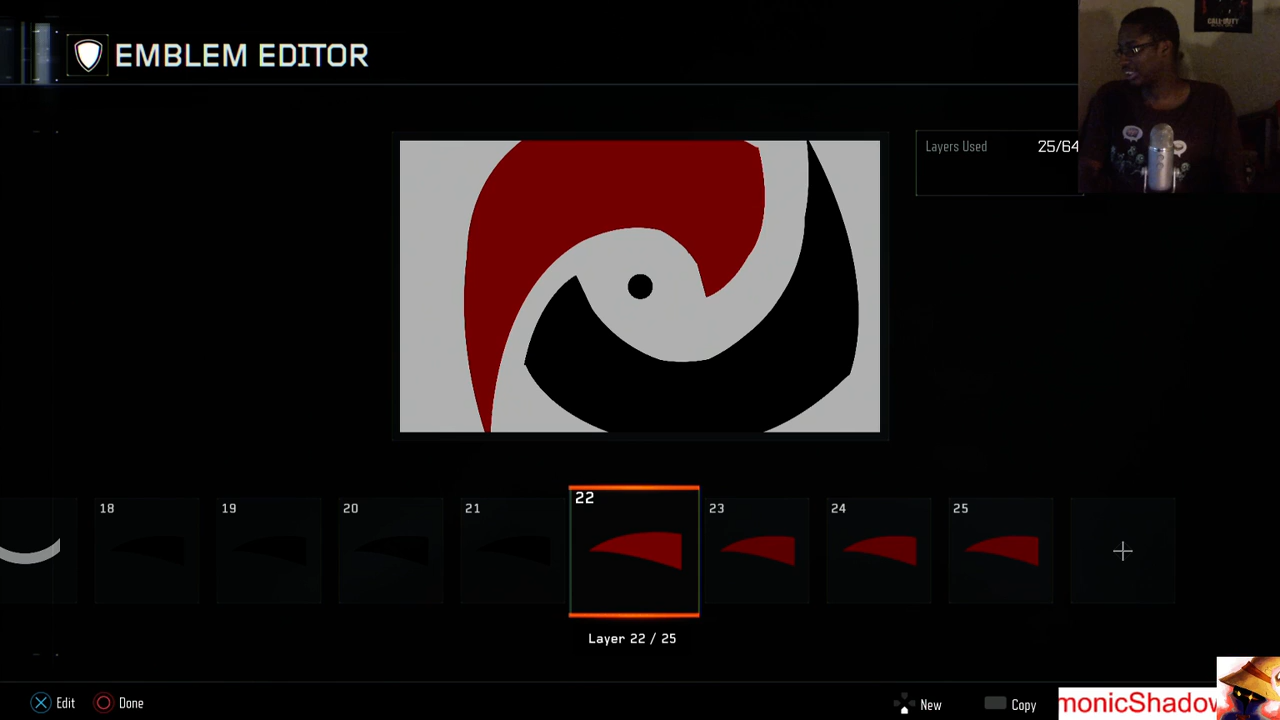 EMBLEM EDITOR
Layers Used 25/64
18 19 20 21 22 23 24 25
Layer 22 / 25
Edit Done New Copy
monicShadow